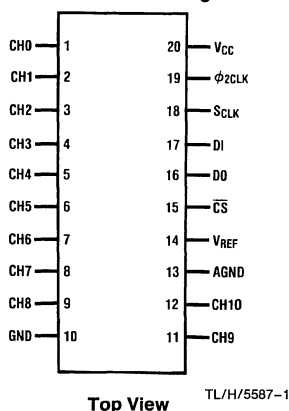 CH0 1 20 VCC
CH1 2 19 ϕ2CLK
CH2 3 18 SCLK
CH3 4 17 DI
CH4 5 16 DO
CH5 6 15 C̅S̅
CH6 7 14 VREF
CH7 8 13 AGND
CH8 9 12 CH10
GND 10 11 CH9
Top View TL/H/5587-1